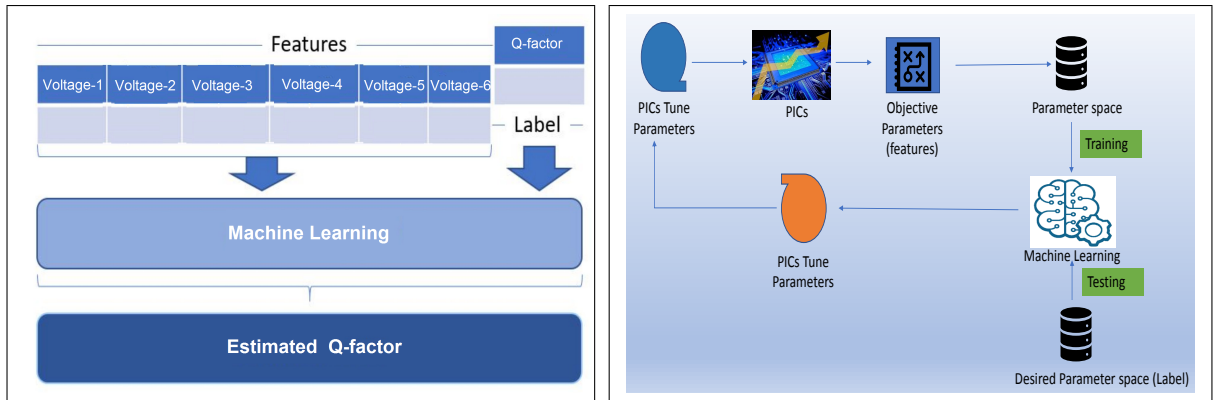 Features
Q-factor
Voltage-1 Voltage-2 Voltage-3 Voltage-4 Voltage-5 Voltage-6
Label
Machine Learning
Estimated Q-factor
PICs Tune
Parameters
PICs
Objective
Parameters
(features)
Parameter space
Training
Machine Learning
PICs Tune
Parameters
Testing
Desired Parameter space (Label)